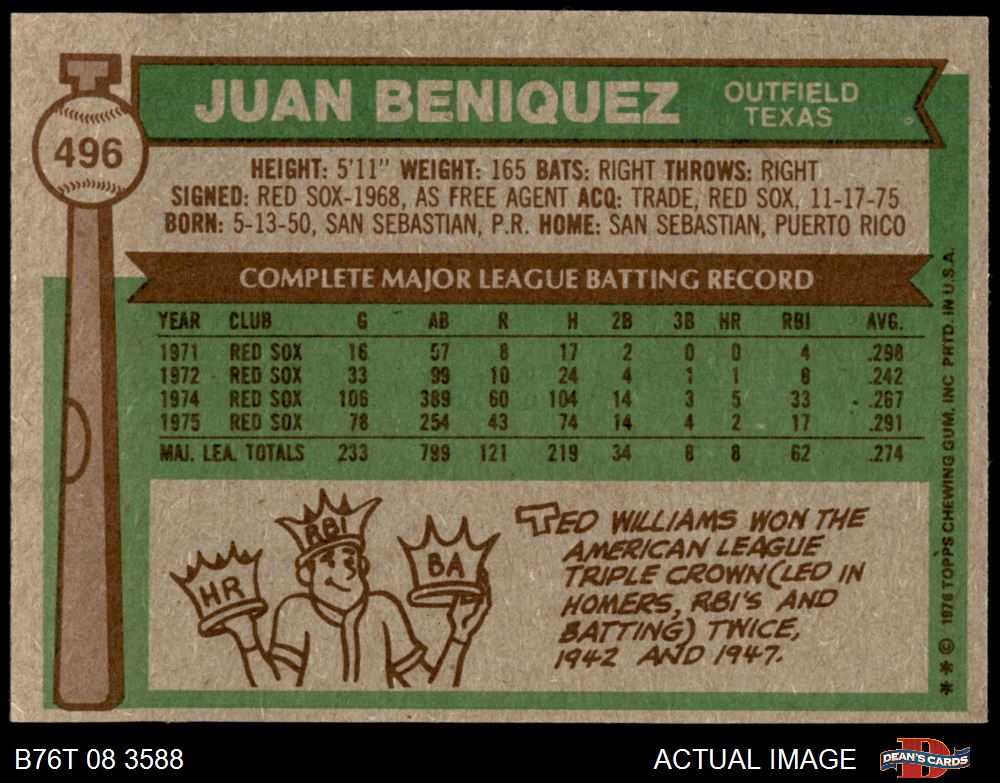 JUAN BENIQUEZ
OUTFIELD
TEXAS
496
HEIGHT: 5'11" WEIGHT: 165 BATS: RIGHT THROWS: RIGHT
SIGNED: RED SOX-1968, AS FREE AGENT ACQ: TRADE, RED SOX, 11-17-75
BORN: 5-13-50, SAN SEBASTIAN, P.R. HOME: SAN SEBASTIAN, PUERTO RICO
COMPLETE MAJOR LEAGUE BATTING RECORD
YEAR CLUB G AB R H 2B 3B HR RBI AVG.
1971 RED SOX 16 57 8 17 2 0 0 4 .298
1972 RED SOX 33 99 10 24 4 1 1 8 .242
1974 RED SOX 106 389 60 104 14 3 5 33 .267
1975 RED SOX 78 254 43 74 14 4 2 17 .291
MAJ. LEA. TOTALS 233 799 121 219 34 8 8 62 .274
HR
RBI
BA
TED WILLIAMS WON THE
AMERICAN LEAGUE
TRIPLE CROWN (LED IN
HOMERS, RBI'S AND
BATTING) TWICE,
1942 AND 1947.
* * © 1976 TOPPS CHEWING GUM, INC. PRTD. IN U.S.A.
B76T 08 3588
ACTUAL IMAGE
D
DEAN'S CARDS